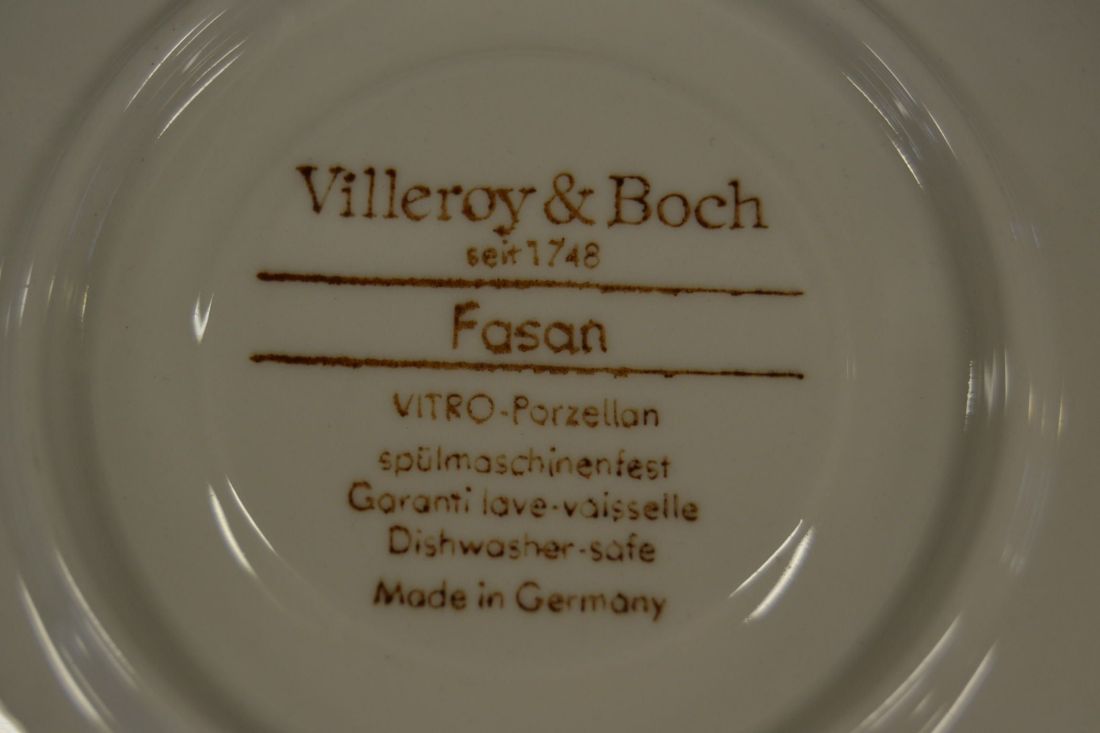 Villeroy & Boch
seit 1748
Fasan
VITRO-Porzellan
spülmaschinenfest
Garanti lave-vaisselle
Dishwasher-safe
Made in Germany